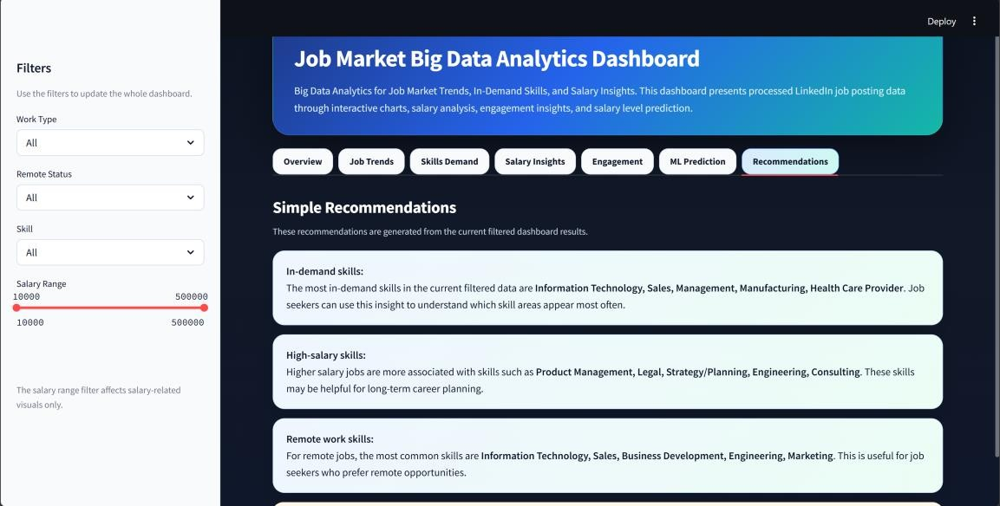 Deploy
Filters
Use the filters to update the whole dashboard.
Work Type
All
Remote Status
All
Skill
All
Salary Range
10000 500000
10000 500000
The salary range filter affects salary-related
visuals only.
Job Market Big Data Analytics Dashboard
Big Data Analytics for Job Market Trends, In-Demand Skills, and Salary Insights. This dashboard presents processed LinkedIn job posting data
through interactive charts, salary analysis, engagement insights, and salary level prediction.
Overview Job Trends Skills Demand Salary Insights Engagement ML Prediction Recommendations
Simple Recommendations
These recommendations are generated from the current filtered dashboard results.
In-demand skills:
The most in-demand skills in the current filtered data are Information Technology, Sales, Management, Manufacturing, Health Care Provider. Job
seekers can use this insight to understand which skill areas appear most often.
High-salary skills:
Higher salary jobs are more associated with skills such as Product Management, Legal, Strategy/Planning, Engineering, Consulting. These skills
may be helpful for long-term career planning.
Remote work skills:
For remote jobs, the most common skills are Information Technology, Sales, Business Development, Engineering, Marketing. This is useful for job
seekers who prefer remote opportunities.